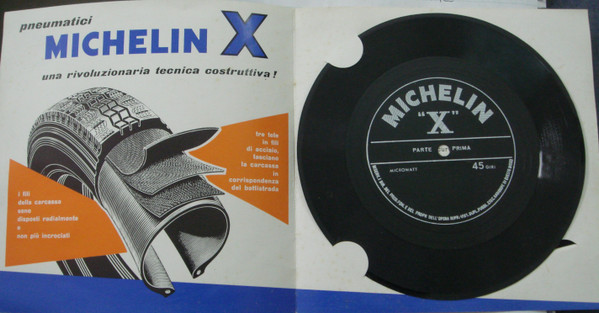 pneumatici
MICHELIN X
una rivoluzionaria tecnica costruttiva!
tre tele
in fili
di acciaio,
fasciano
la carcassa
in
corrispondenza
del battistrada
i fili
della carcassa
sono
disposti radialmente
e
non più incrociati
MICHELIN
"X"
PARTE PRIMA
MICROWATT
45 Giri